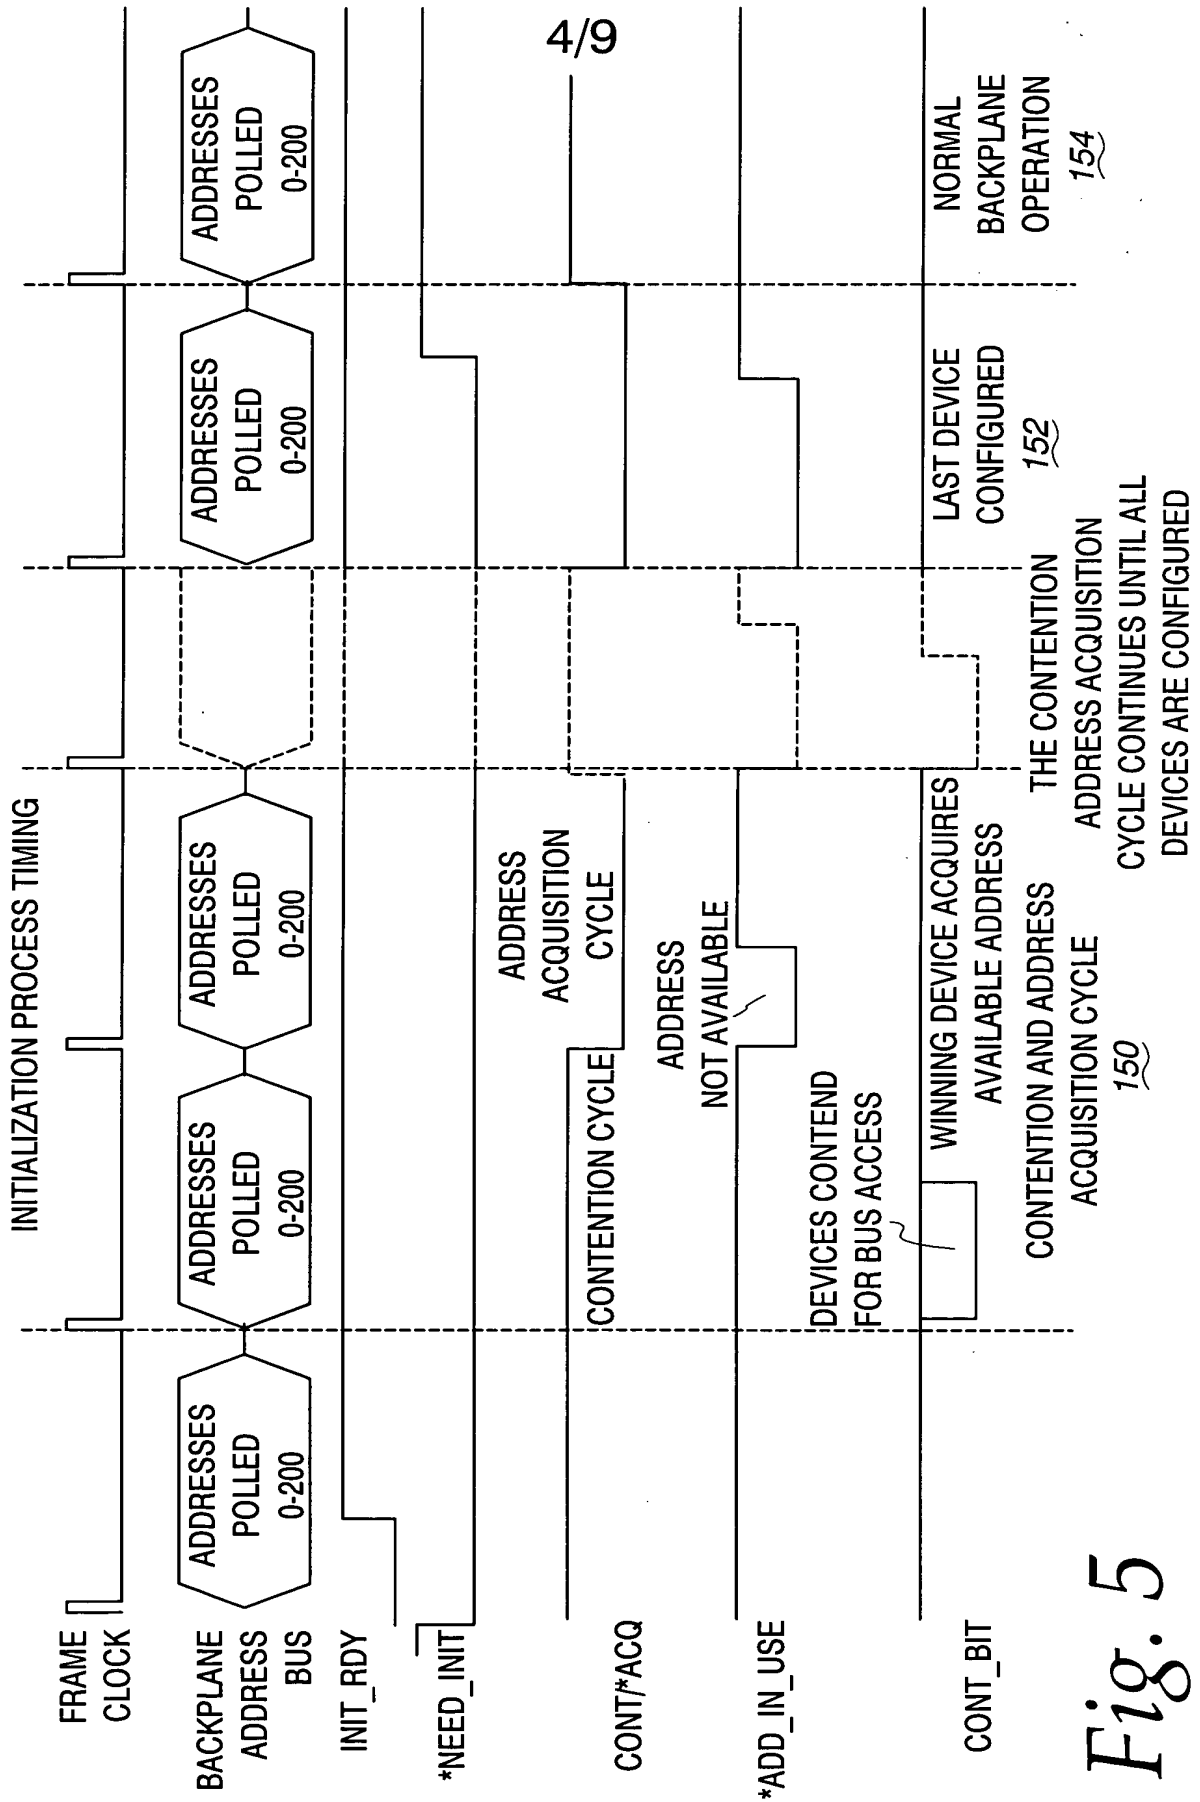 4/9
INITIALIZATION PROCESS TIMING
FRAME
CLOCK
BACKPLANE
ADDRESS
BUS
ADDRESSES
POLLED
0-200
ADDRESSES
POLLED
0-200
ADDRESSES
POLLED
0-200
ADDRESSES
POLLED
0-200
ADDRESSES
POLLED
0-200
INIT_RDY
*NEED_INIT
CONT/*ACQ
CONTENTION CYCLE
ADDRESS
ACQUISITION
CYCLE
*ADD_IN_USE
ADDRESS
NOT AVAILABLE
CONT_BIT
DEVICES CONTEND
FOR BUS ACCESS
WINNING DEVICE ACQUIRES
AVAILABLE ADDRESS
CONTENTION AND ADDRESS
ACQUISITION CYCLE
150
THE CONTENTION
ADDRESS ACQUISITION
CYCLE CONTINUES UNTIL ALL
DEVICES ARE CONFIGURED
LAST DEVICE
CONFIGURED
152
NORMAL
BACKPLANE
OPERATION
154
Fig. 5